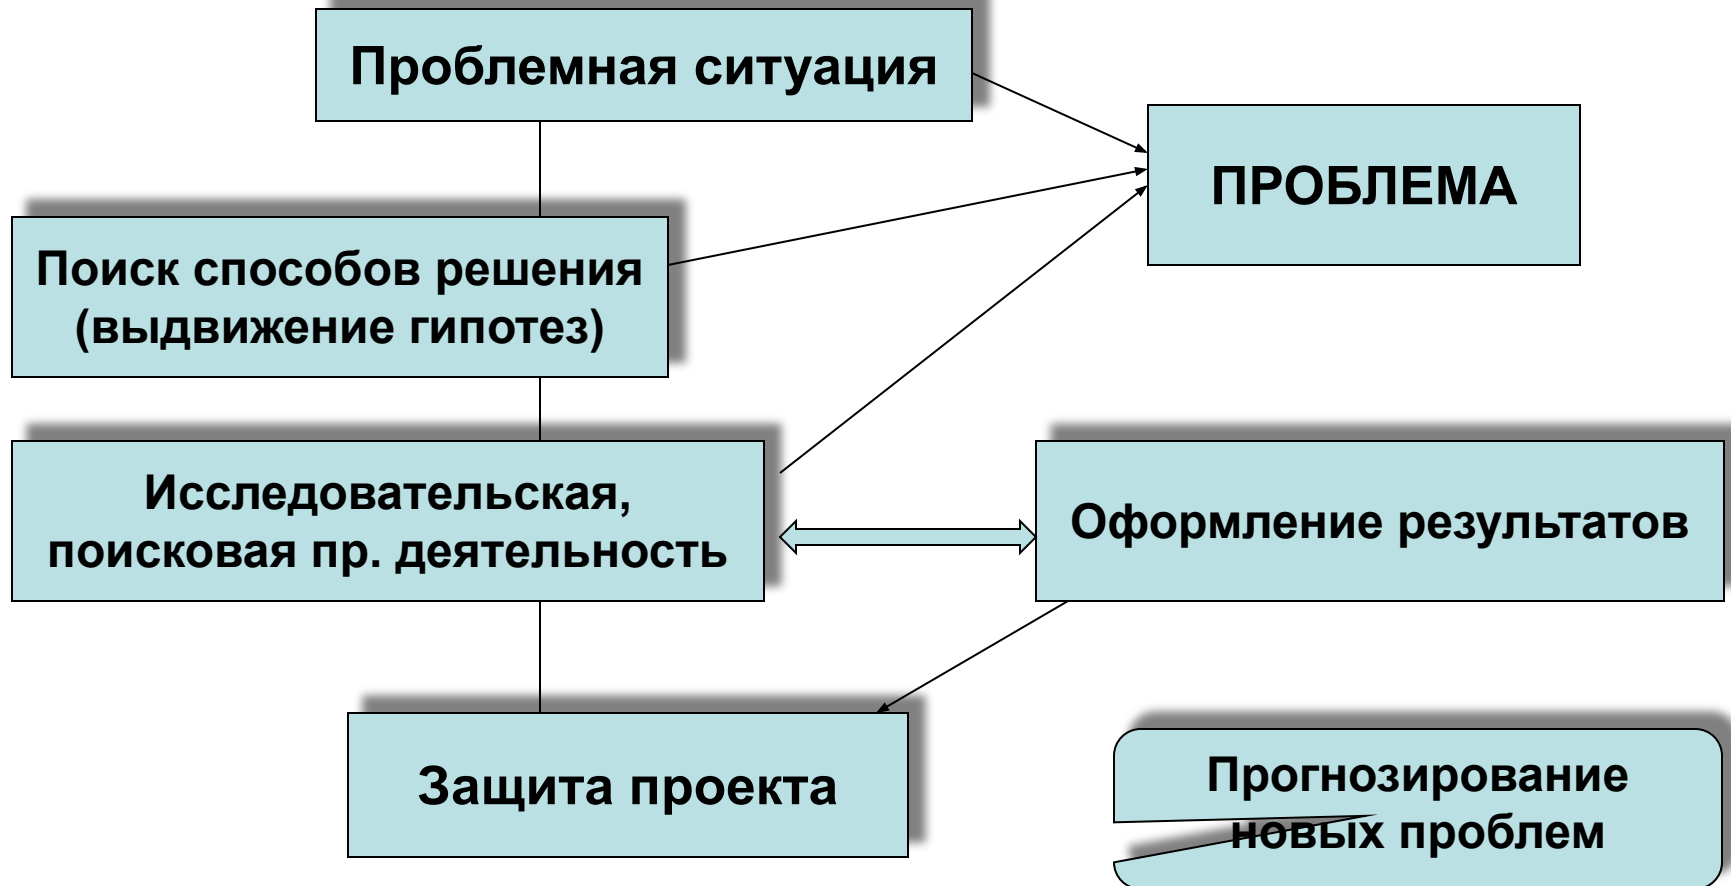 Проблемная ситуация
ПРОБЛЕМА
Поиск способов решения
(выдвижение гипотез)
Исследовательская,
поисковая пр. деятельность
Оформление результатов
Защита проекта
Прогнозирование
новых проблем